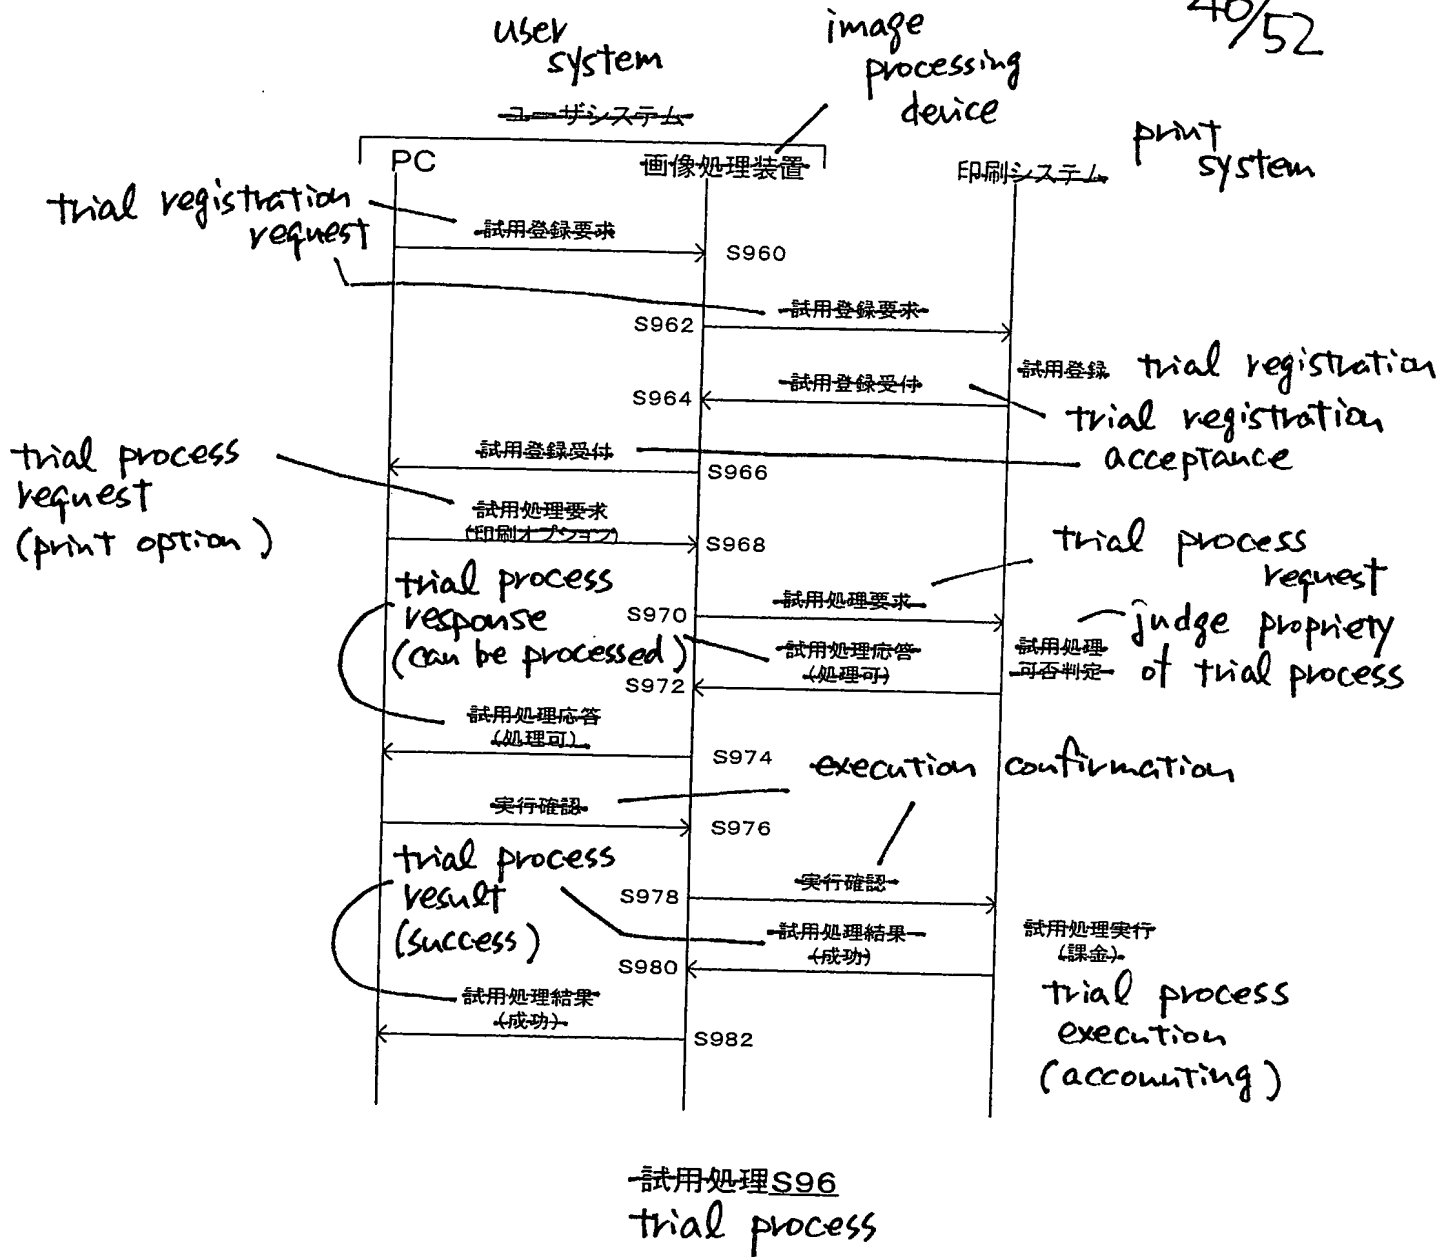 40/52
user
system
image
processing
device
ユーザシステム
print
system
PC
画像処理装置
印刷システム
trial registration
request
試用登録要求
S960
試用登録要求
S962
試用登録
trial registration
試用登録受付
S964
trial registration
acceptance
試用登録受付
S966
trial process
request
(print option)
試用処理要求
(印刷オプション)
S968
trial process
request
試用処理要求
S970
trial process
response
(can be processed)
試用処理応答
(処理可)
S972
試用処理
可否判定
judge propriety
of trial process
試用処理応答
(処理可)
S974
execution confirmation
実行確認
S976
実行確認
S978
trial process
result
(success)
試用処理結果
(成功)
S980
試用処理実行
(課金)
trial process
execution
(accounting)
試用処理結果
(成功)
S982
試用処理S96
trial process